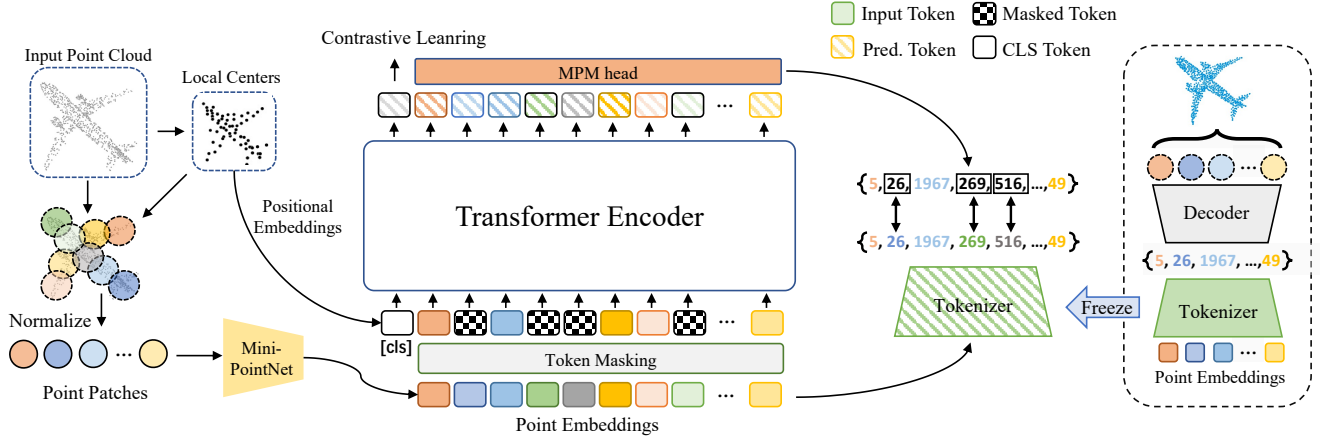 Input Token
Masked Token
Pred. Token
CLS Token
Contrastive Leanring
Input Point Cloud
Local Centers
MPM head
...
Positional
Embeddings
Transformer Encoder
{5, 26, 1967, 269, 516, ...,49}
{5, 26, 1967, 269, 516, ...,49}
Tokenizer
Freeze
...
Decoder
{5, 26, 1967, ...,49}
Tokenizer
...
Point Embeddings
Normalize
...
Point Patches
Mini-
PointNet
...
[cls]
Token Masking
...
Point Embeddings